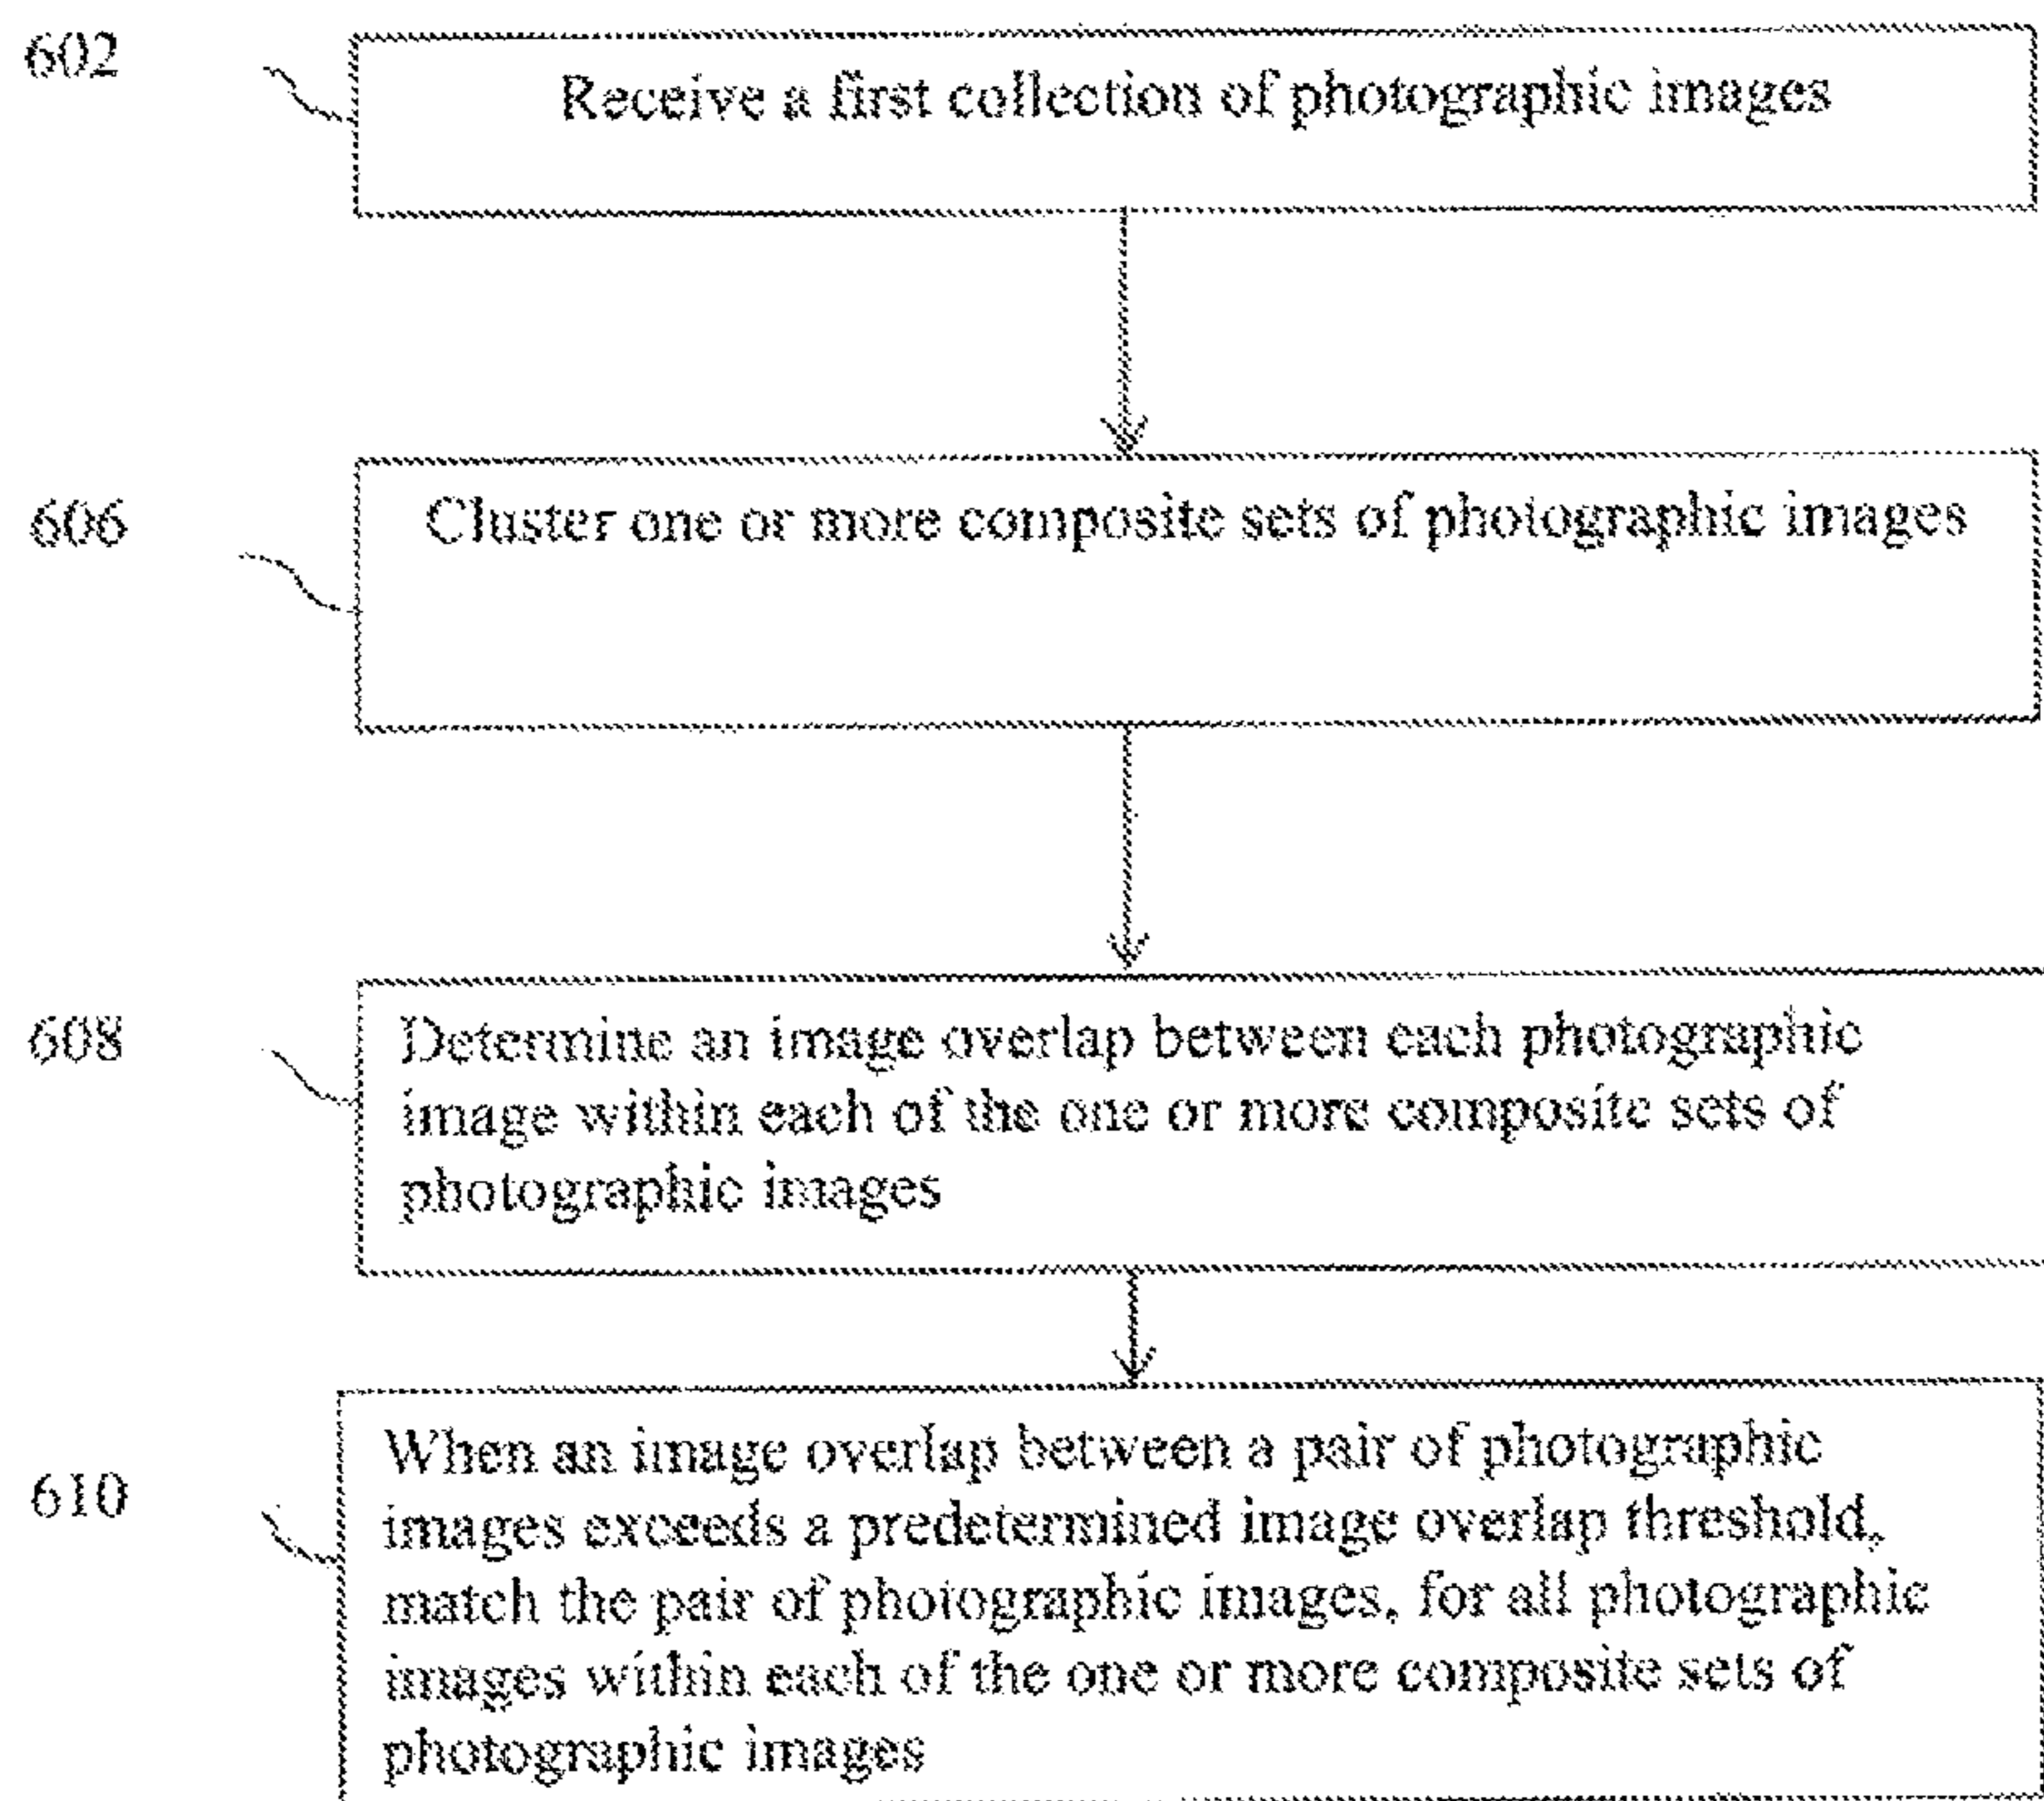 602
Receive a first collection of photographic images
606
Cluster one or more composite sets of photographic images
608
Determine an image overlap between each photographic
image within each of the one or more composite sets of
photographic images
610
When an image overlap between a pair of photographic
images exceeds a predetermined image overlap threshold,
match the pair of photographic images, for all photographic
images within each of the one or more composite sets of
photographic images